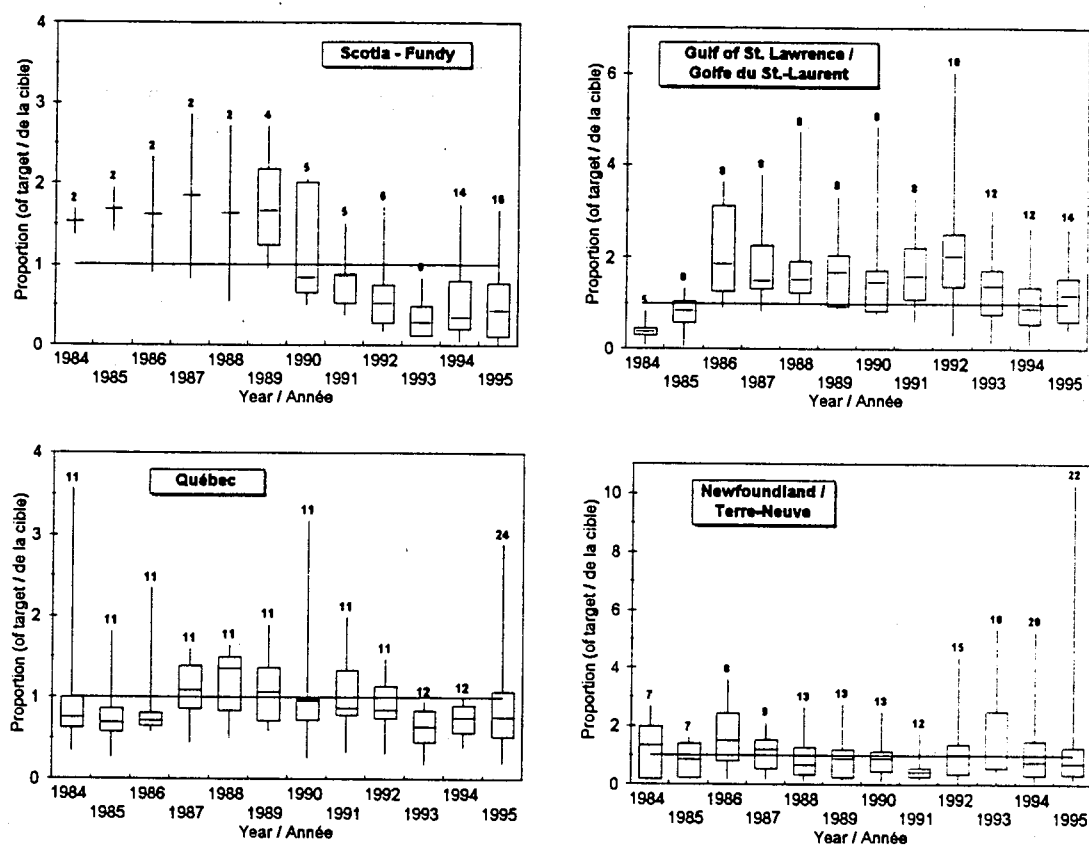 Scotia - Fundy
Proportion (of target / de la cible)
4
3
2
1
0
2 2 2 2 2 4 5 5 6 9 14 16
1984 1986 1988 1990 1992 1994
1985 1987 1989 1991 1993 1995
Year / Année
Gulf of St. Lawrence /
Golfe du St.-Laurent
Proportion (of target / de la cible)
6
4
2
0
5 8 8 8 8 8 8 8 10 12 12 14
1984 1986 1988 1990 1992 1994
1985 1987 1989 1991 1993 1995
Year / Année
Québec
Proportion (of target / de la cible)
4
3
2
1
0
11 11 11 11 11 11 11 11 11 12 12 24
1984 1986 1988 1990 1992 1994
1985 1987 1989 1991 1993 1995
Year / Année
Newfoundland /
Terre-Neuve
Proportion (of target / de la cible)
10
8
6
4
2
0
7 7 8 9 13 13 13 12 15 20 22
1984 1986 1988 1990 1992 1994
1985 1987 1989 1991 1993 1995
Year / Année